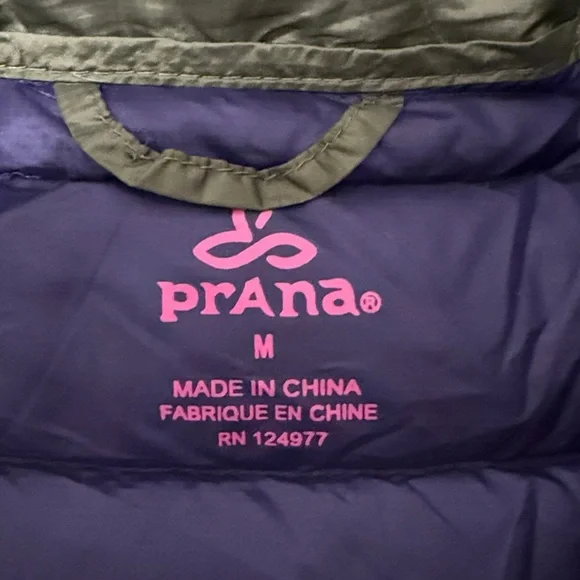 prAna®
M
MADE IN CHINA
FABRIQUE EN CHINE
RN 124977